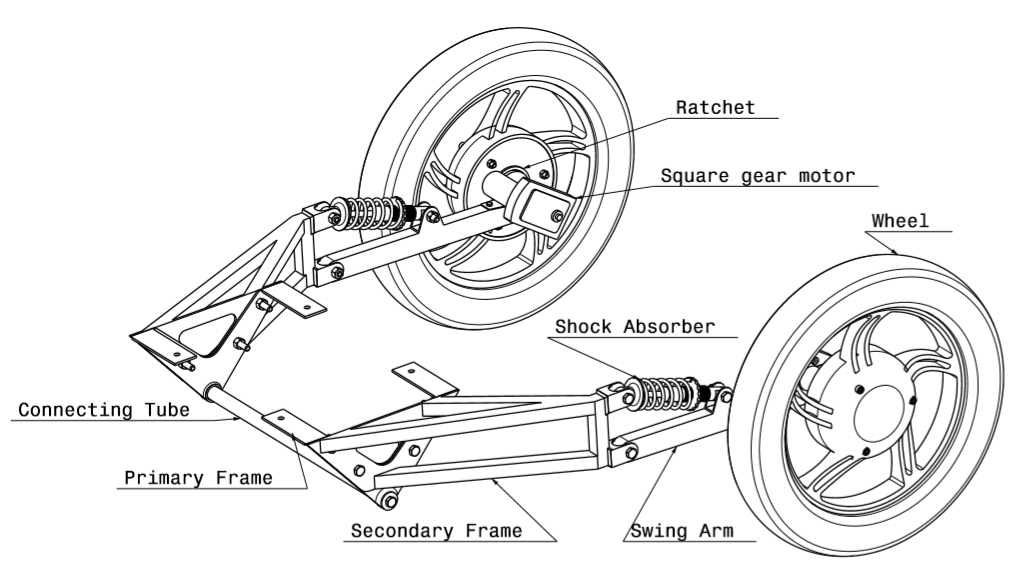 Ratchet
Square gear motor
Wheel
Shock Absorber
Connecting Tube
Primary Frame
Secondary Frame
Swing Arm